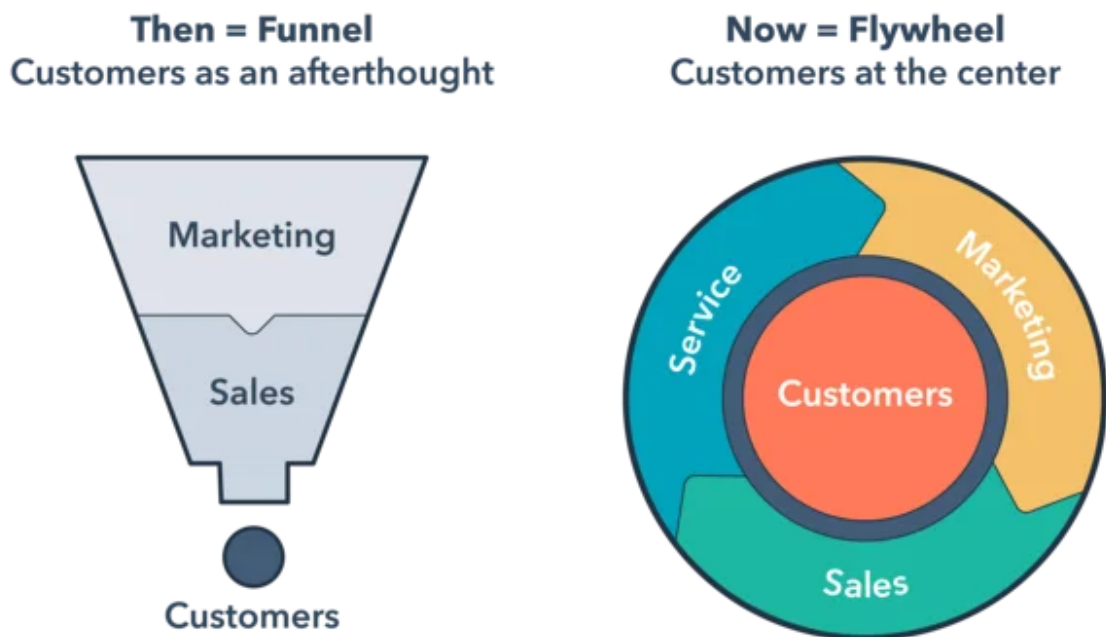 Then = Funnel
Customers as an afterthought
Marketing
Sales
Customers
Now = Flywheel
Customers at the center
Service
Marketing
Customers
Sales